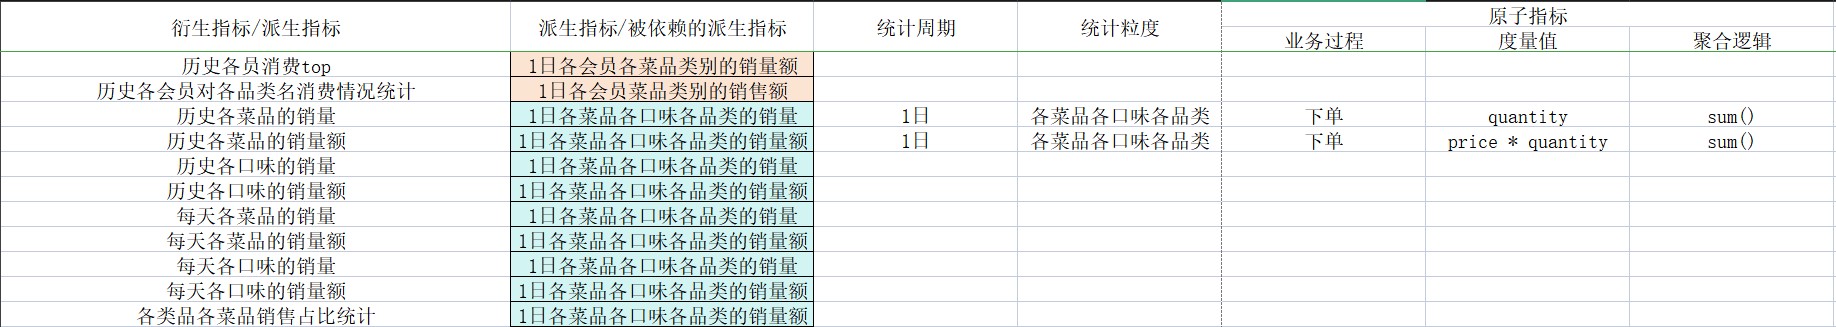 衍生指标/派生指标 派生指标/被依赖的派生指标 统计周期 统计粒度 原子指标
业务过程 度量值 聚合逻辑
历史各员消费top 1日各会员各菜品类别的销量额
历史各会员对各品类名消费情况统计 1日各会员菜品类别的销售额
历史各菜品的销量 1日各菜品各口味各品类的销量 1日 各菜品各口味各品类 下单 quantity sum()
历史各菜品的销量额 1日各菜品各口味各品类的销量额 1日 各菜品各口味各品类 下单 price * quantity sum()
历史各口味的销量 1日各菜品各口味各品类的销量
历史各口味的销量额 1日各菜品各口味各品类的销量额
每天各菜品的销量 1日各菜品各口味各品类的销量
每天各菜品的销量额 1日各菜品各口味各品类的销量额
每天各口味的销量 1日各菜品各口味各品类的销量
每天各口味的销量额 1日各菜品各口味各品类的销量额
各类品各菜品销售占比统计 1日各菜品各口味各品类的销量额